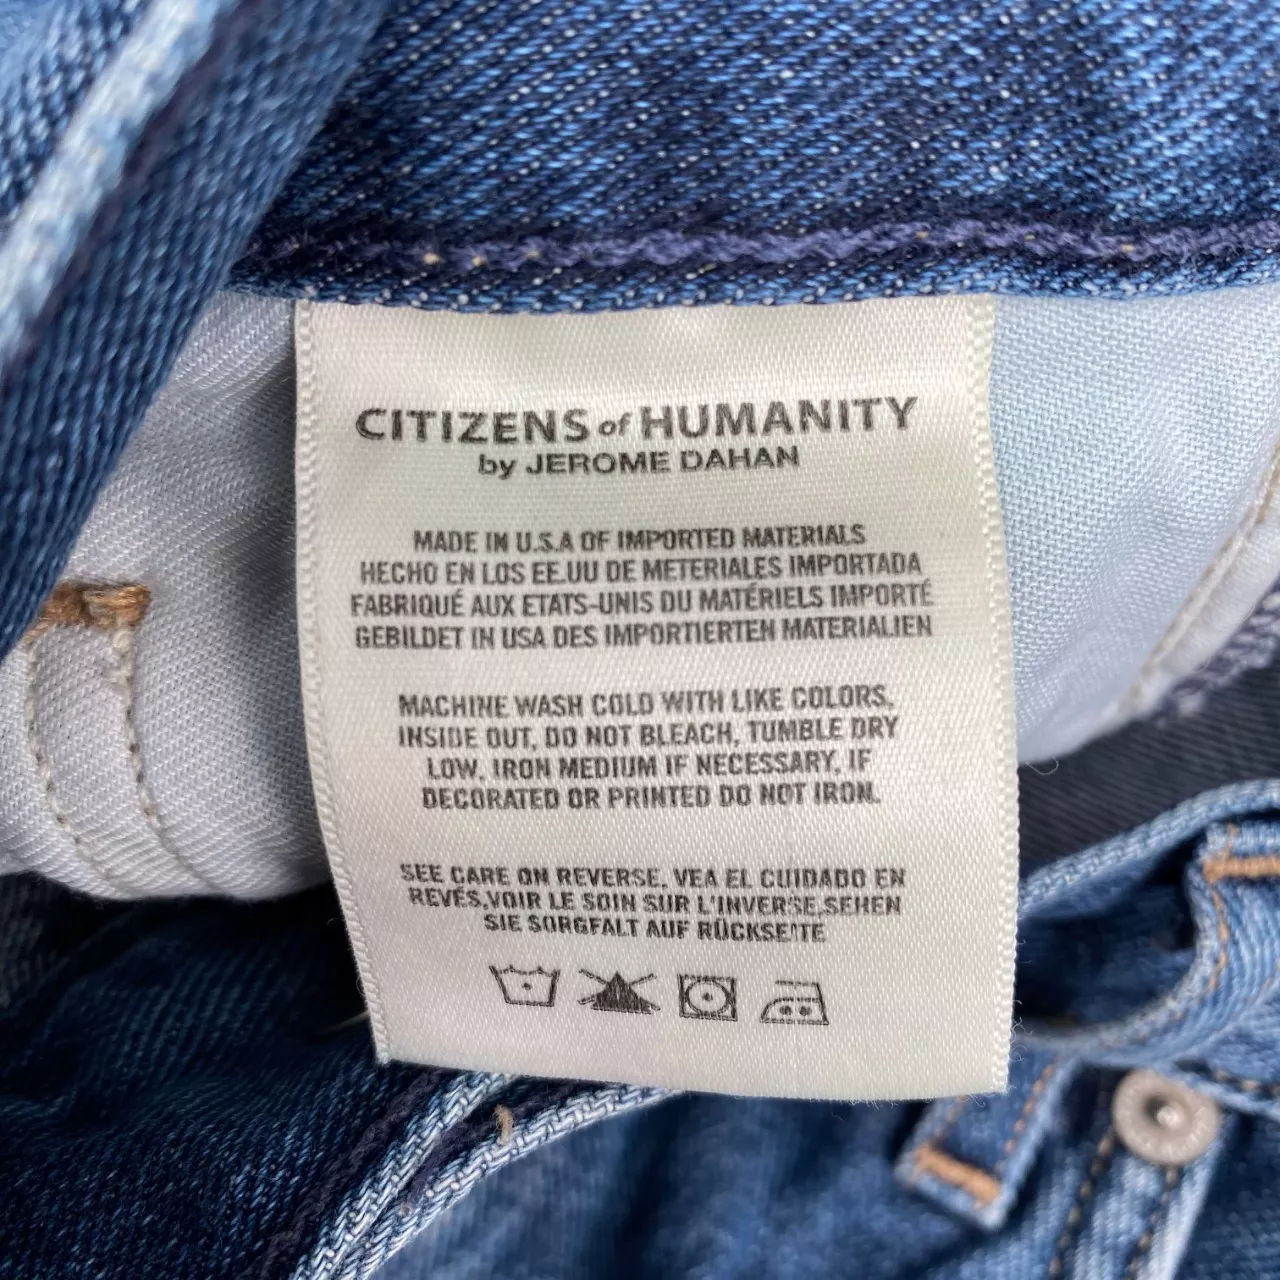 CITIZENS of HUMANITY
by JEROME DAHAN
MADE IN U.S.A OF IMPORTED MATERIALS
HECHO EN LOS EE.UU DE METERIALES IMPORTADA
FABRIQUÉ AUX ETATS-UNIS DU MATÉRIELS IMPORTÉ
GEBILDET IN USA DES IMPORTIERTEN MATERIALIEN
MACHINE WASH COLD WITH LIKE COLORS,
INSIDE OUT, DO NOT BLEACH, TUMBLE DRY
LOW, IRON MEDIUM IF NECESSARY, IF
DECORATED OR PRINTED DO NOT IRON.
SEE CARE ON REVERSE, VEA EL CUIDADO EN
REVÉS,VOIR LE SOIN SUR L'INVERSE,SEHEN
SIE SORGFALT AUF RÜCKSEITE